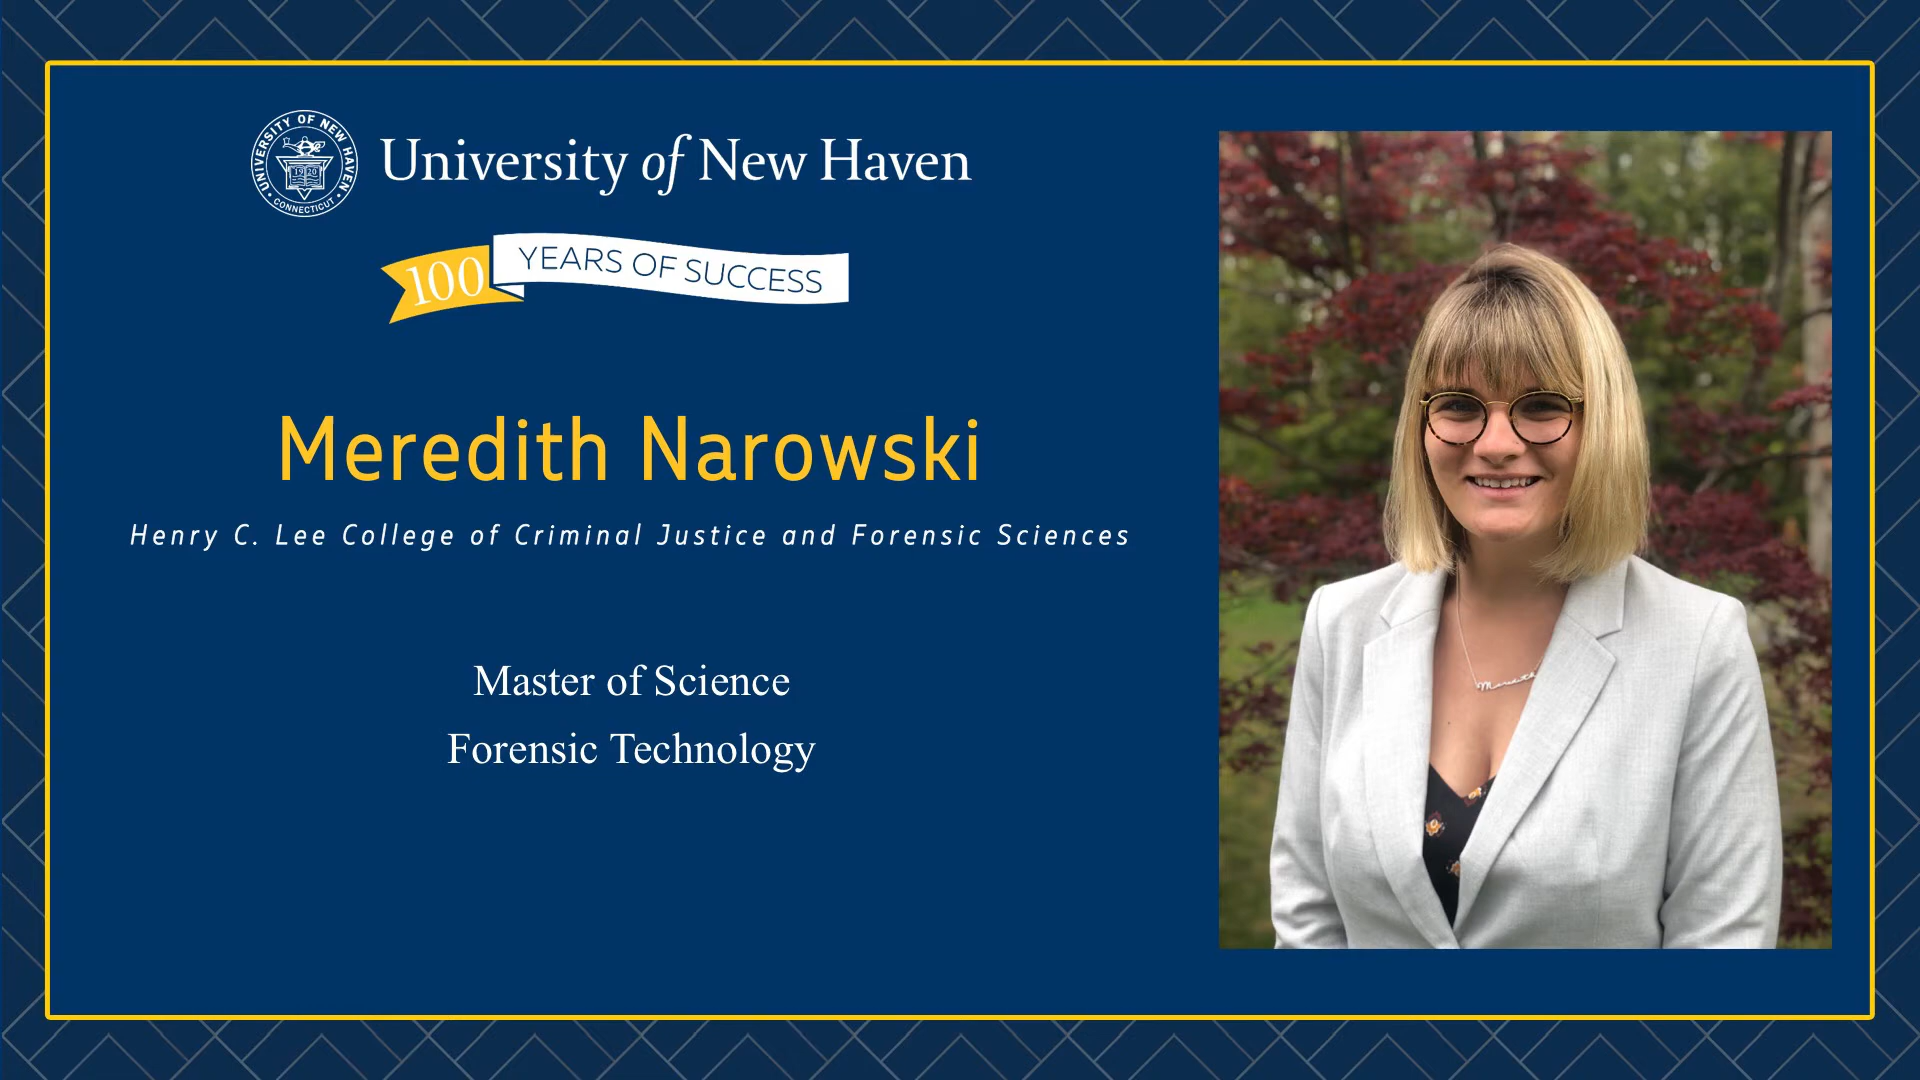 UNIVERSITY OF NEW HAVEN
1920
CONNECTICUT
University of New Haven
100 YEARS OF SUCCESS
Meredith Narowski
Henry C. Lee College of Criminal Justice and Forensic Sciences
Master of Science
Forensic Technology
Meredith